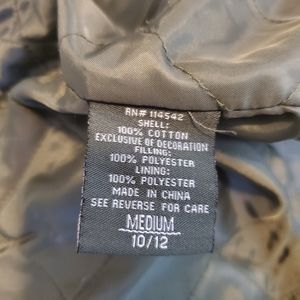 RN# 114542
SHELL:
100% COTTON
EXCLUSIVE OF DECORATION
FILLING:
100% POLYESTER
LINING:
100% POLYESTER
MADE IN CHINA
SEE REVERSE FOR CARE
MEDIUM
10/12